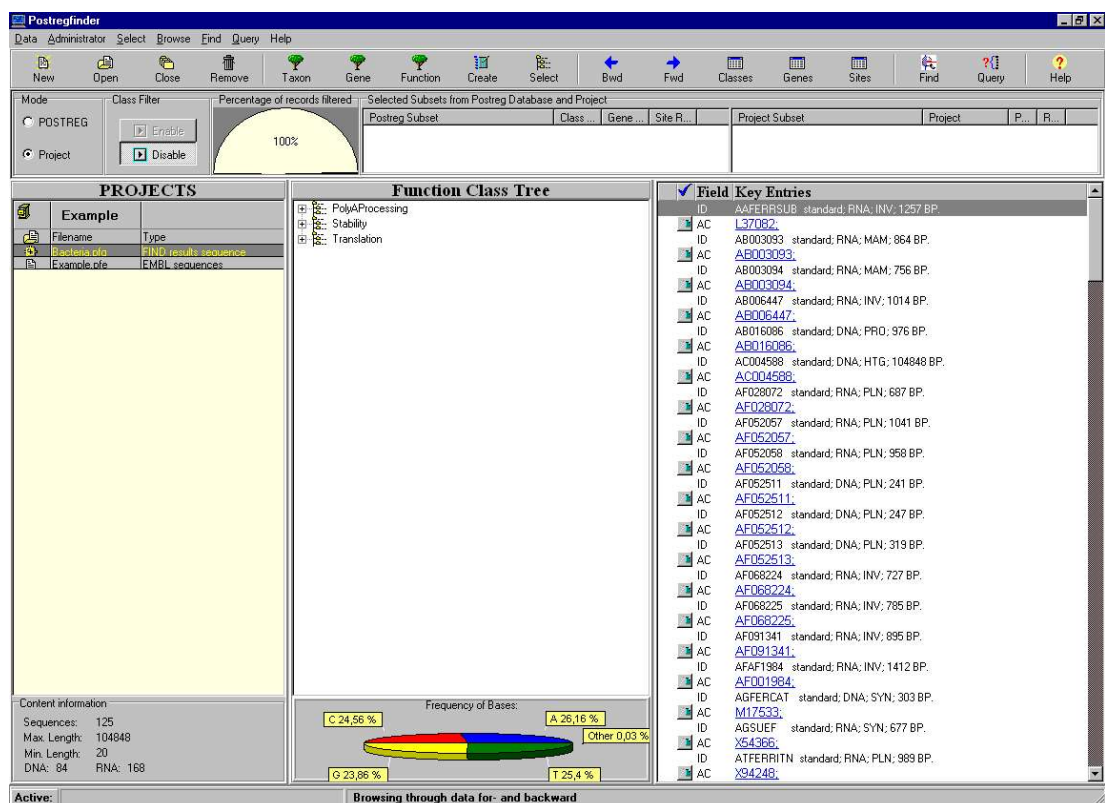 Postregfinder
Data Administrator Select Browse Find Query Help
New Open Close Remove Taxon Gene Function Create Select Bwd Fwd Classes Genes Sites Find Query Help
Mode Class Filter Percentage of records filtered Selected Subsets from Postreg Database and Project
POSTREG Enable 100% Postreg Subset Class ... Gene ... Site R... Project Subset Project P... R...
Project Disable
PROJECTS
Example
Filename Type
Bacteria.pfq FIND results sequence
Example.pfe EMBL sequences
Content information
Sequences: 125
Max. Length: 104848
Min. Length: 20
DNA: 84 RNA: 168
Function Class Tree
PolyAProcessing
Stability
Translation
Frequency of Bases:
C 24,56 % A 26,16 %
Other 0,03 %
G 23,86 % T 25,4 %
Field Key Entries
ID AAFERRSUB standard; RNA; INV; 1257 BP.
AC L37082;
ID AB003093 standard; RNA; MAM; 864 BP.
AC AB003093;
ID AB003094 standard; RNA; MAM; 756 BP.
AC AB003094;
ID AB006447 standard; RNA; INV; 1014 BP.
AC AB006447;
ID AB016086 standard; DNA; PRO; 976 BP.
AC AB016086;
ID AC004588 standard; DNA; HTG; 104848 BP.
AC AC004588;
ID AF028072 standard; RNA; PLN; 687 BP.
AC AF028072;
ID AF052057 standard; RNA; PLN; 1041 BP.
AC AF052057;
ID AF052058 standard; RNA; PLN; 958 BP.
AC AF052058;
ID AF052511 standard; DNA; PLN; 241 BP.
AC AF052511;
ID AF052512 standard; DNA; PLN; 247 BP.
AC AF052512;
ID AF052513 standard; DNA; PLN; 319 BP.
AC AF052513;
ID AF068224 standard; RNA; INV; 727 BP.
AC AF068224;
ID AF068225 standard; RNA; INV; 785 BP.
AC AF068225;
ID AF091341 standard; RNA; INV; 895 BP.
AC AF091341;
ID AFAF1984 standard; RNA; INV; 1412 BP.
AC AF001984;
ID AGFERCAT standard; DNA; SYN; 303 BP.
AC M17533;
ID AGSUEF standard; RNA; SYN; 677 BP.
AC X54366;
ID ATFERRITN standard; RNA; PLN; 989 BP.
AC X94248;
Active: Browsing through data for- and backward